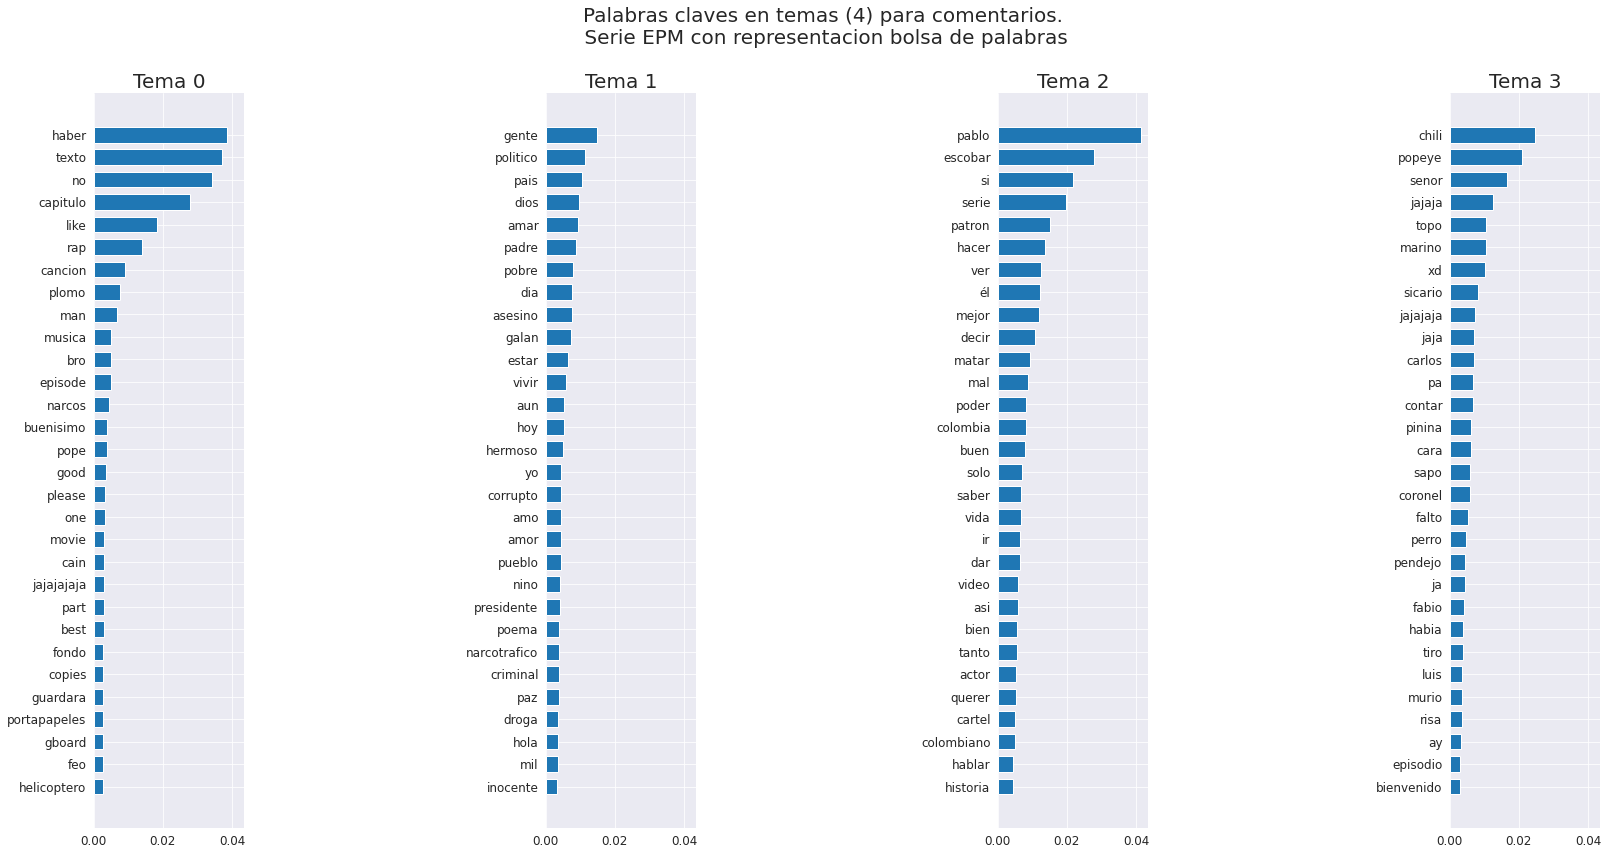 Palabras claves en temas (4) para comentarios.
Serie EPM con representacion bolsa de palabras
Tema 0
haber
texto
no
capitulo
like
rap
cancion
plomo
man
musica
bro
episode
narcos
buenisimo
pope
good
please
one
movie
cain
jajajajaja
part
best
fondo
copies
guardara
portapapeles
gboard
feo
helicoptero
0.00 0.02 0.04
Tema 1
gente
politico
pais
dios
amar
padre
pobre
dia
asesino
galan
estar
vivir
aun
hoy
hermoso
yo
corrupto
amo
amor
pueblo
nino
presidente
poema
narcotrafico
criminal
paz
droga
hola
mil
inocente
0.00 0.02 0.04
Tema 2
pablo
escobar
si
serie
patron
hacer
ver
él
mejor
decir
matar
mal
poder
colombia
buen
solo
saber
vida
ir
dar
video
asi
bien
tanto
actor
querer
cartel
colombiano
hablar
historia
0.00 0.02 0.04
Tema 3
chili
popeye
senor
jajaja
topo
marino
xd
sicario
jajajaja
jaja
carlos
pa
contar
pinina
cara
sapo
coronel
falto
perro
pendejo
ja
fabio
habia
tiro
luis
murio
risa
ay
episodio
bienvenido
0.00 0.02 0.04